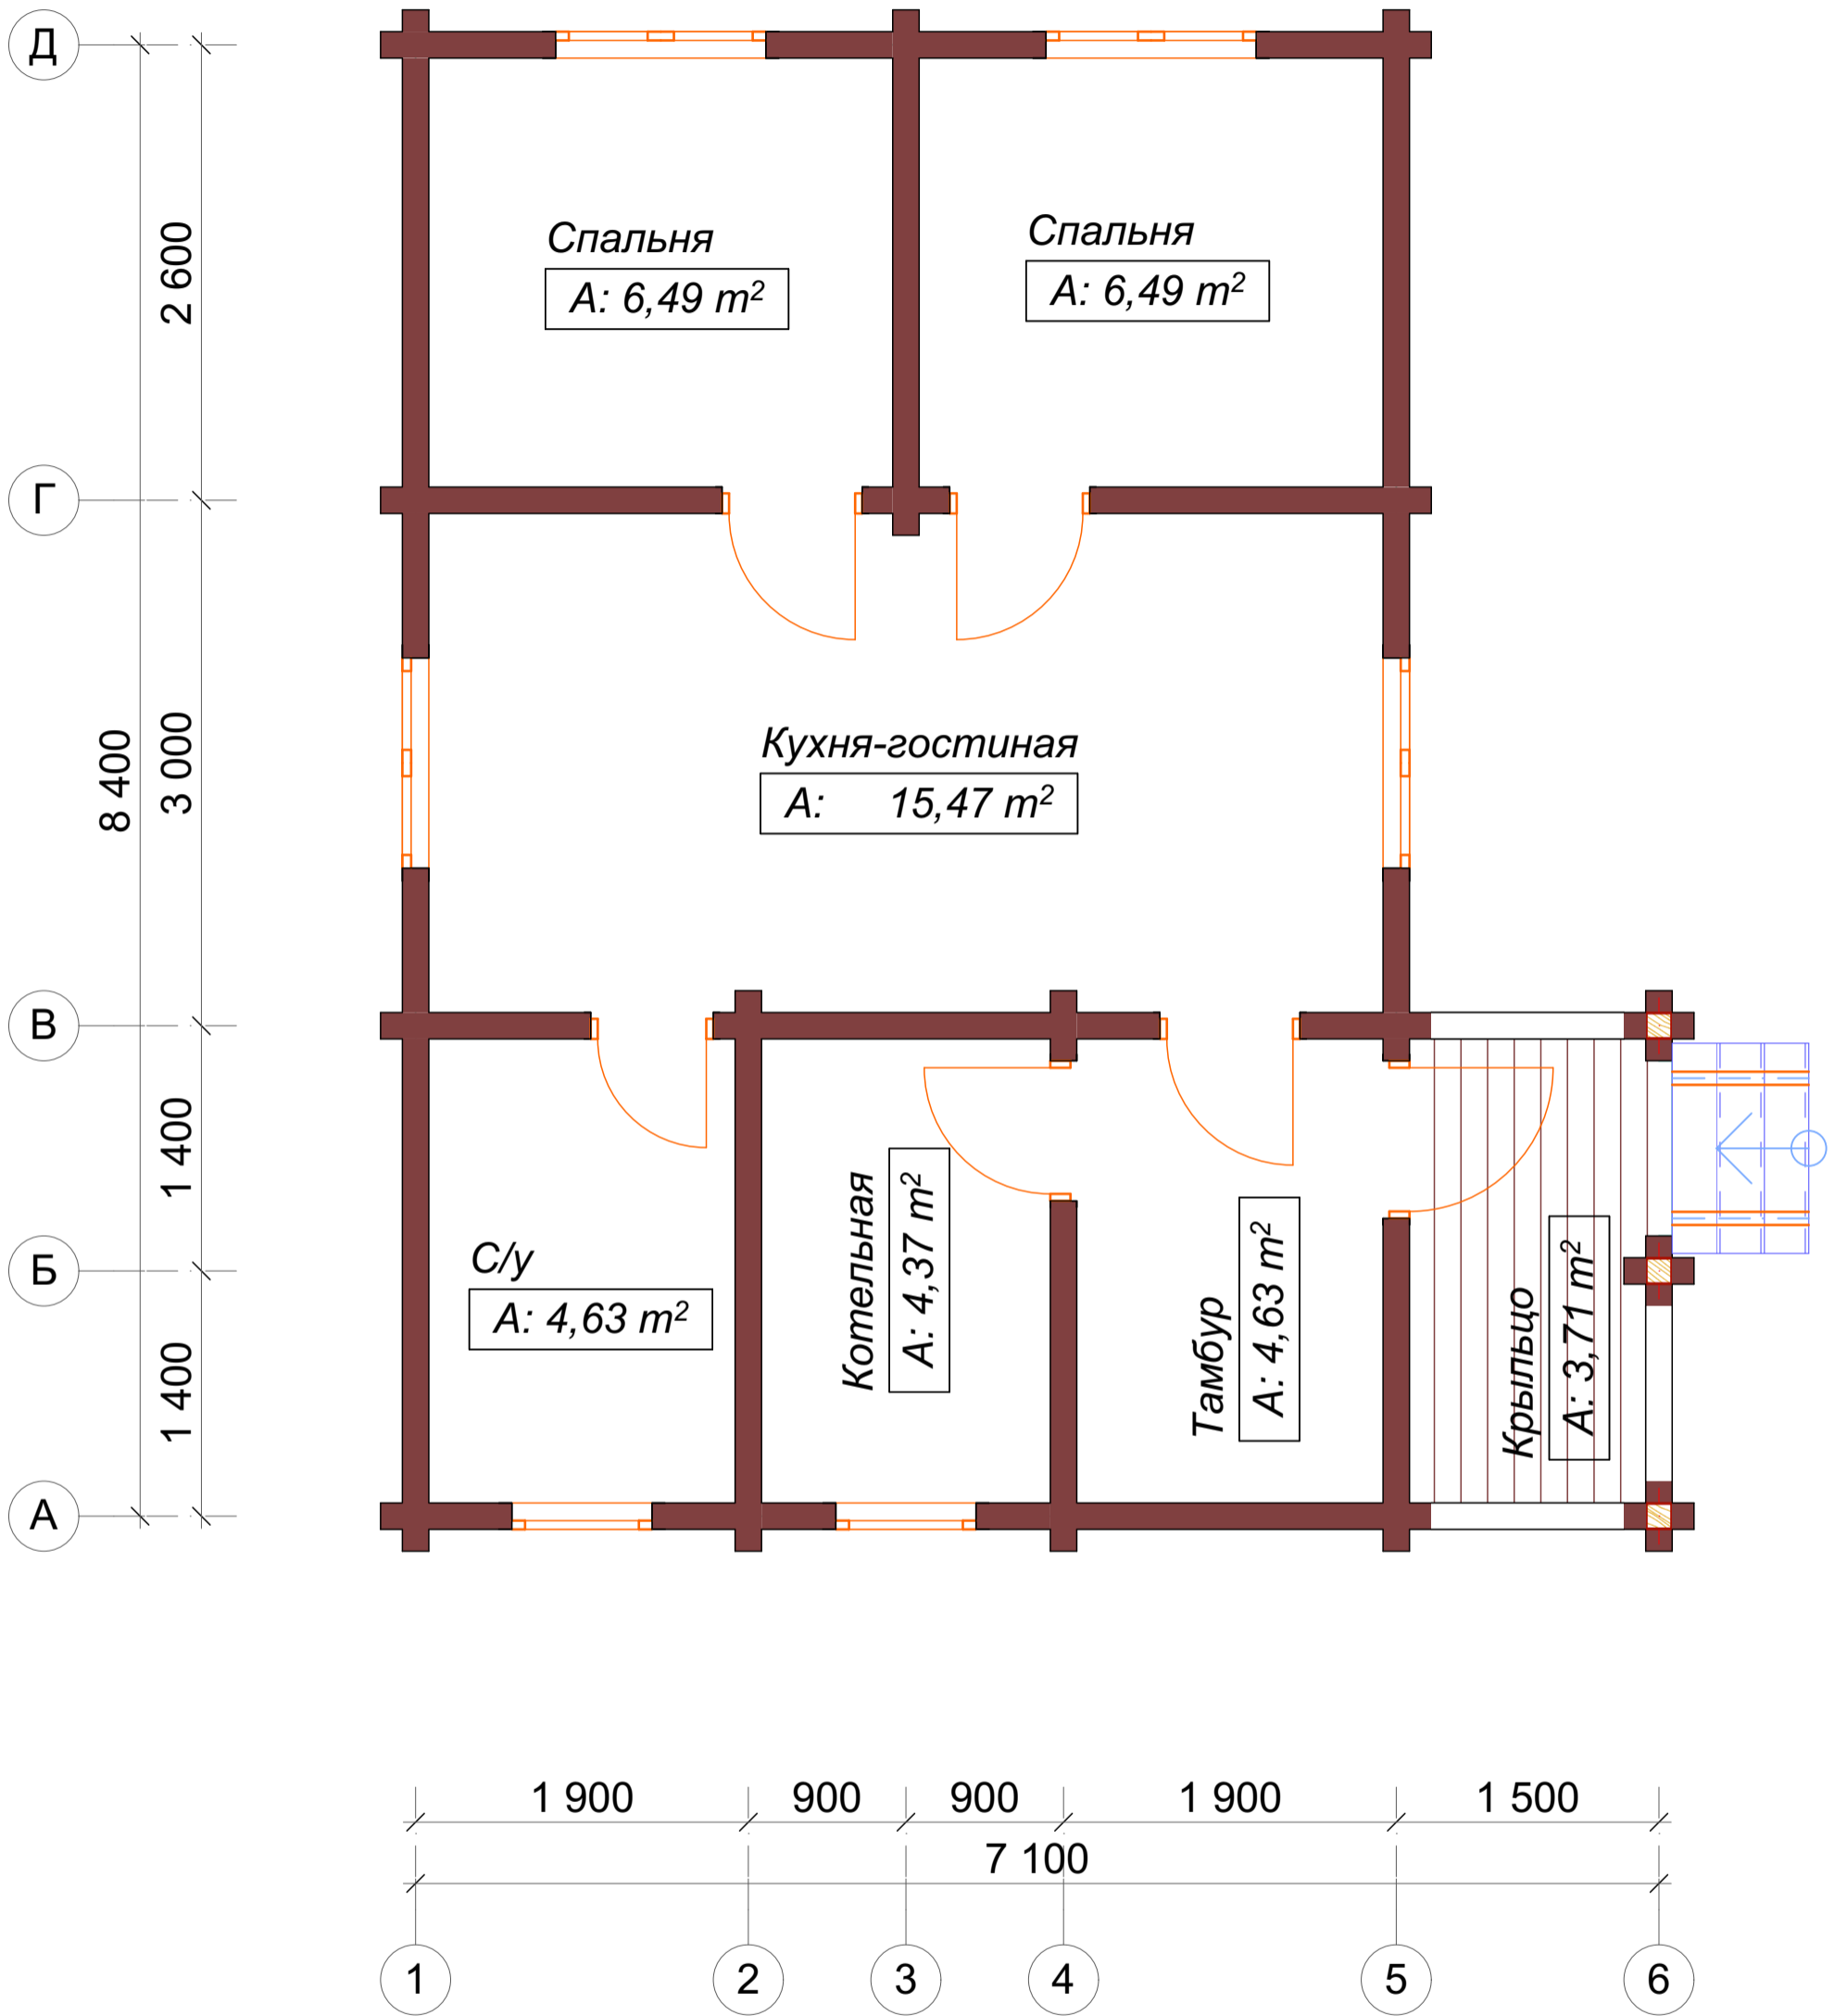 Д
Г
В
Б
А
8 400
2 600
3 000
1 400
1 400
Спальня
A: 6,49 m²
Спальня
A: 6,49 m²
Кухня-гостиная
A: 15,47 m²
С/у
A: 4,63 m²
Котельная
A: 4,37 m²
Тамбур
A: 4,63 m²
Крыльцо
A: 3,71 m²
1 900 900 900 1 900 1 500
7 100
1 2 3 4 5 6